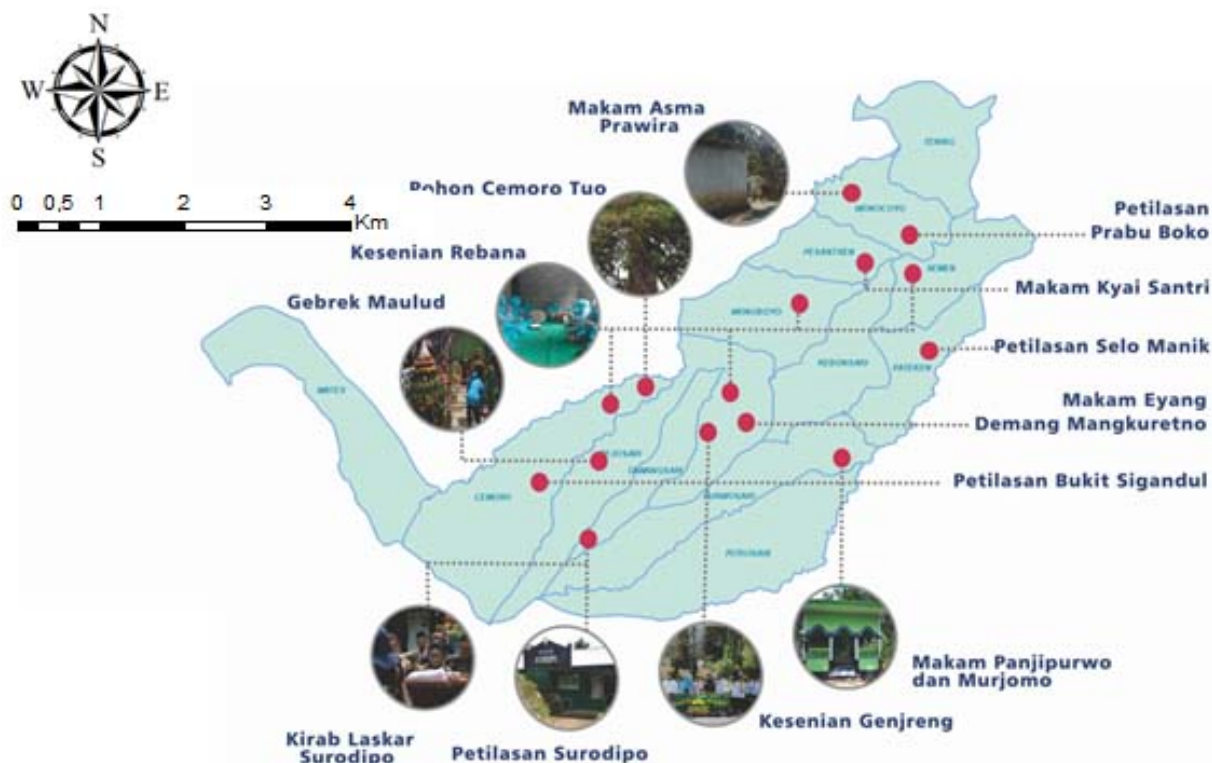 N
W E
S
0 0,5 1 2 3 4
Km
Makam Asma
Prawira
Pohon Cemoro Tuo
Kesenian Rebana
Gebrek Maulud
Petilasan
Prabu Boko
Makam Kyai Santri
Petilasan Selo Manik
Makam Eyang
Demang Mangkuretno
Petilasan Bukit Sigandul
CEMORO
Kirab Laskar
Surodipo
Petilasan Surodipo
Kesenian Genjreng
Makam Panjipurwo
dan Murjomo